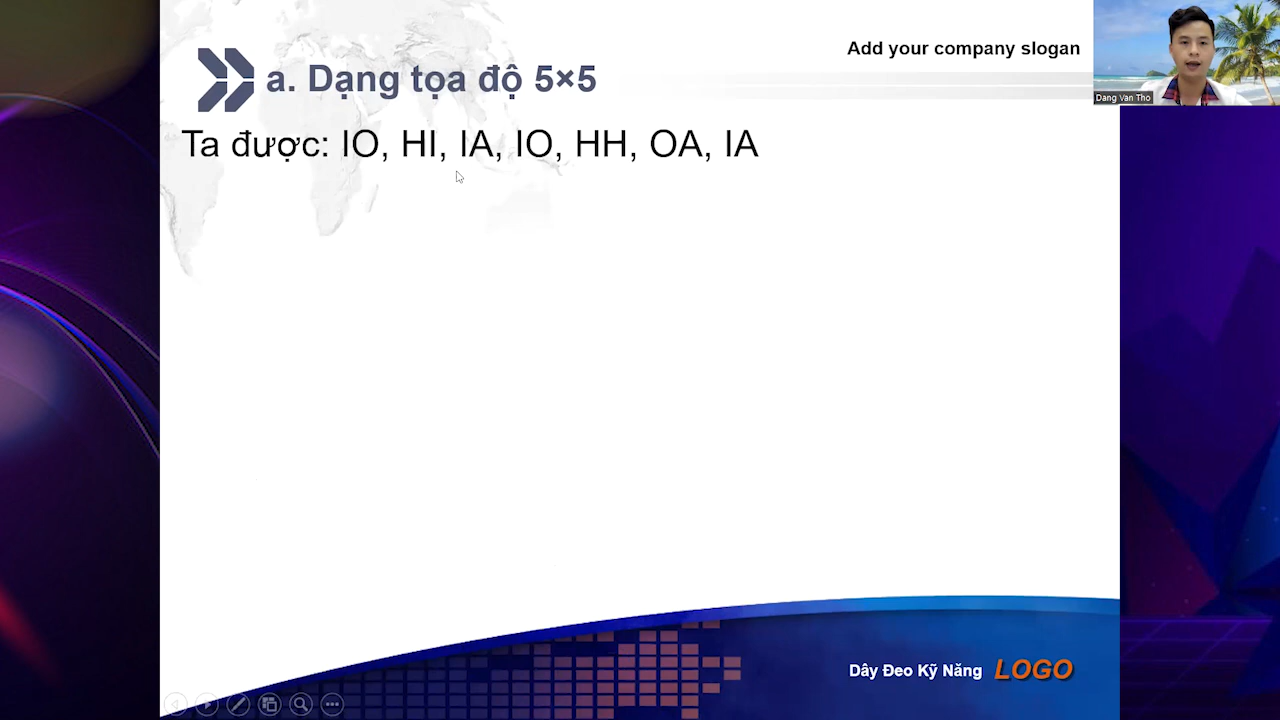 Add your company slogan
a. Dạng tọa độ 5×5
Ta được: IO, HI, IA, IO, HH, OA, IA
Dang Van Tho
Dây Đeo Kỹ Năng LOGO